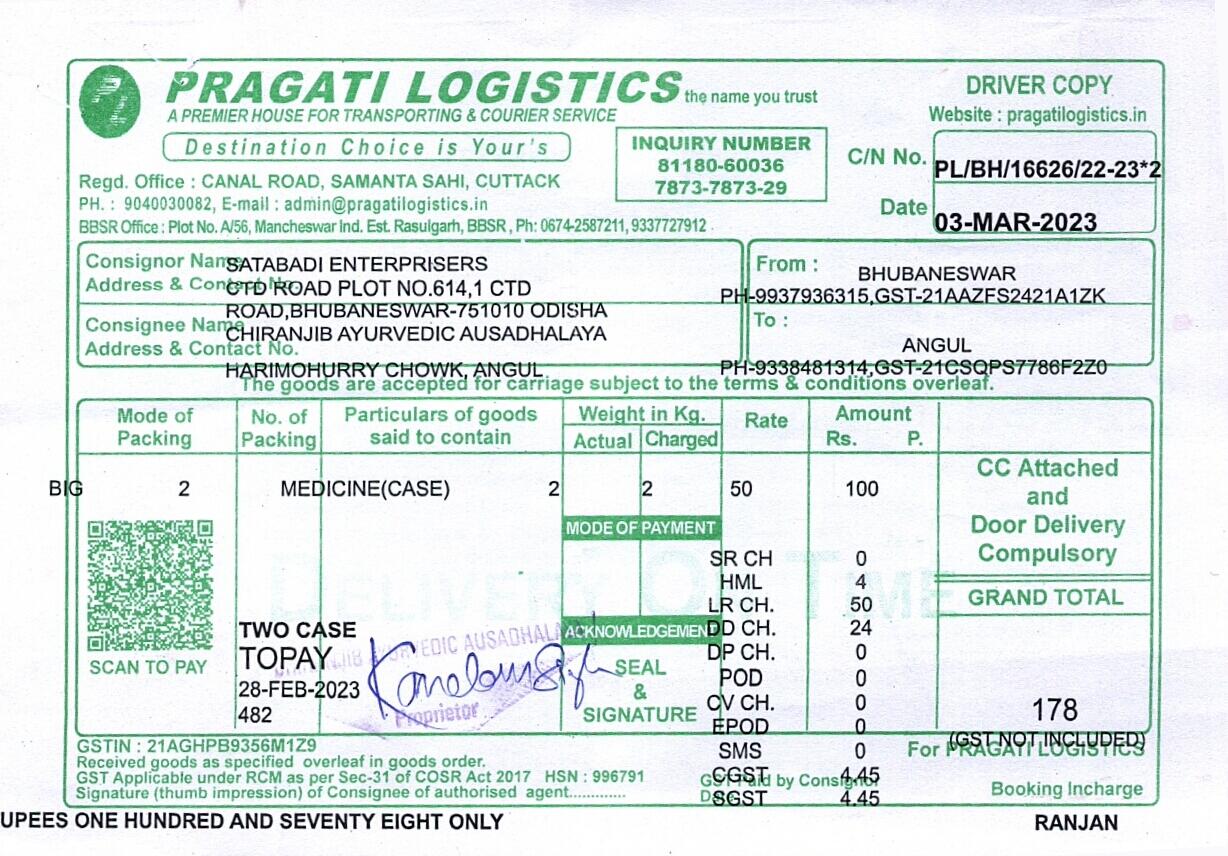 PRAGATI LOGISTICS the name you trust
A PREMIER HOUSE FOR TRANSPORTING & COURIER SERVICE
Destination Choice is Your's
Regd. Office : CANAL ROAD, SAMANTA SAHI, CUTTACK
PH. : 9040030082, E-mail : admin@pragatilogistics.in
BBSR Office : Plot No. A/56, Mancheswar Ind. Est. Rasulgarh, BBSR , Ph: 0674-2587211, 9337727912
INQUIRY NUMBER
81180-60036
7873-7873-29
DRIVER COPY
Website : pragatilogistics.in
C/N No. PL/BH/16626/22-23*2
Date 03-MAR-2023
Consignor Name SATABADI ENTERPRISERS
Address & Contact No. CTD ROAD PLOT NO.614,1 CTD
ROAD,BHUBANESWAR-751010 ODISHA
Consignee Name CHIRANJIB AYURVEDIC AUSADHALAYA
Address & Contact No.
HARIMOHURRY CHOWK, ANGUL
From : BHUBANESWAR
PH-9937936315,GST-21AAZFS2421A1ZK
To :
ANGUL
PH-9338481314,GST-21CSQPS7786F2Z0
The goods are accepted for carriage subject to the terms & conditions overleaf.
Mode of Packing No. of Packing Particulars of goods said to contain Weight in Kg. Actual Charged Rate Amount Rs. P.
BIG 2 MEDICINE(CASE) 2 2 50 100
CC Attached
and
Door Delivery
Compulsory
GRAND TOTAL
178
(GST NOT INCLUDED)
MODE OF PAYMENT
DELIVERY ON TIME
SR CH 0
HML 4
LR CH. 50
DD CH. 24
DP CH. 0
POD 0
CV CH. 0
EPOD 0
SMS 0
CGST 4.45
SGST 4.45
SCAN TO PAY
TWO CASE
TOPAY
28-FEB-2023
482
AYURVEDIC AUSADHALAYA
Proprietor
ACKNOWLEDGEMENT
SEAL
&
SIGNATURE
GSTIN : 21AGHPB9356M1Z9
Received goods as specified overleaf in goods order.
GST Applicable under RCM as per Sec-31 of COSR Act 2017 HSN : 996791
Signature (thumb impression) of Consignee of authorised agent.............
GST Paid by Consignor
For PRAGATI LOGISTICS
Booking Incharge
UPEES ONE HUNDRED AND SEVENTY EIGHT ONLY
RANJAN